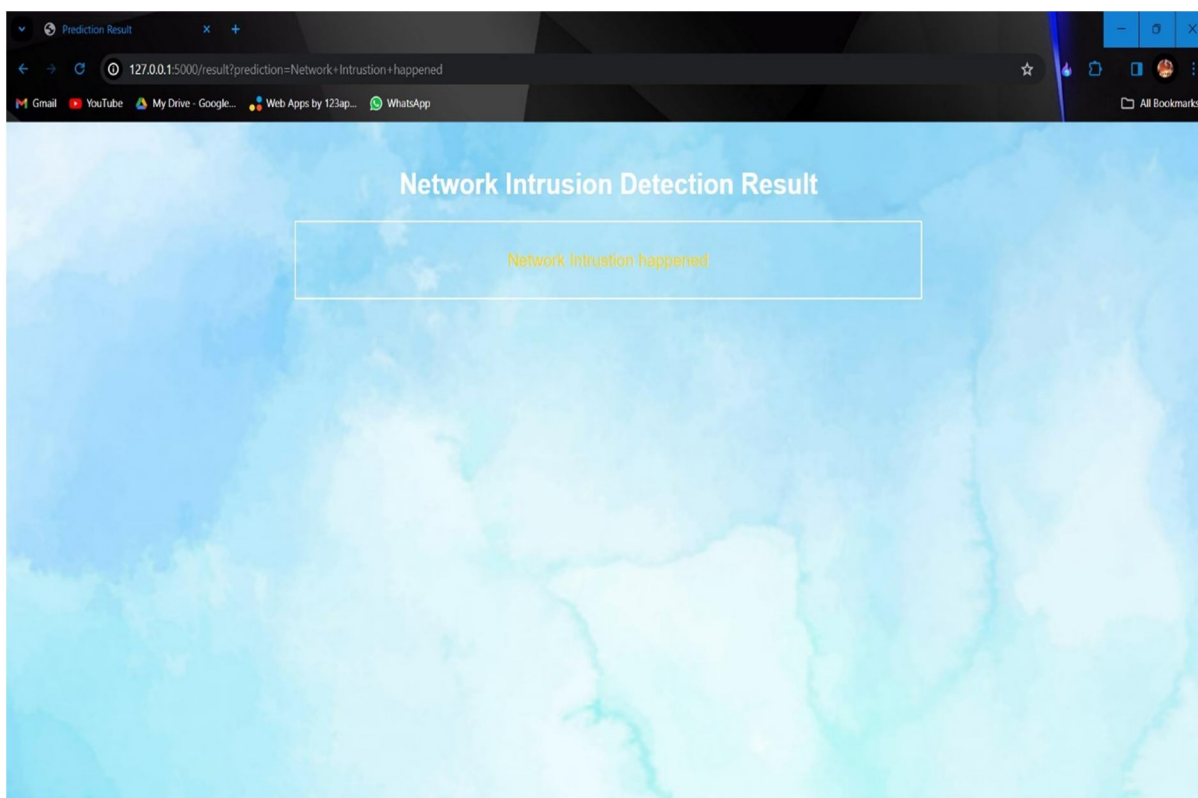 Prediction Result
127.0.0.1:5000/result?prediction=Network+Intrustion+happened
Gmail YouTube My Drive - Google... Web Apps by 123ap... WhatsApp All Bookmarks
Network Intrusion Detection Result
Network Intrustion happened